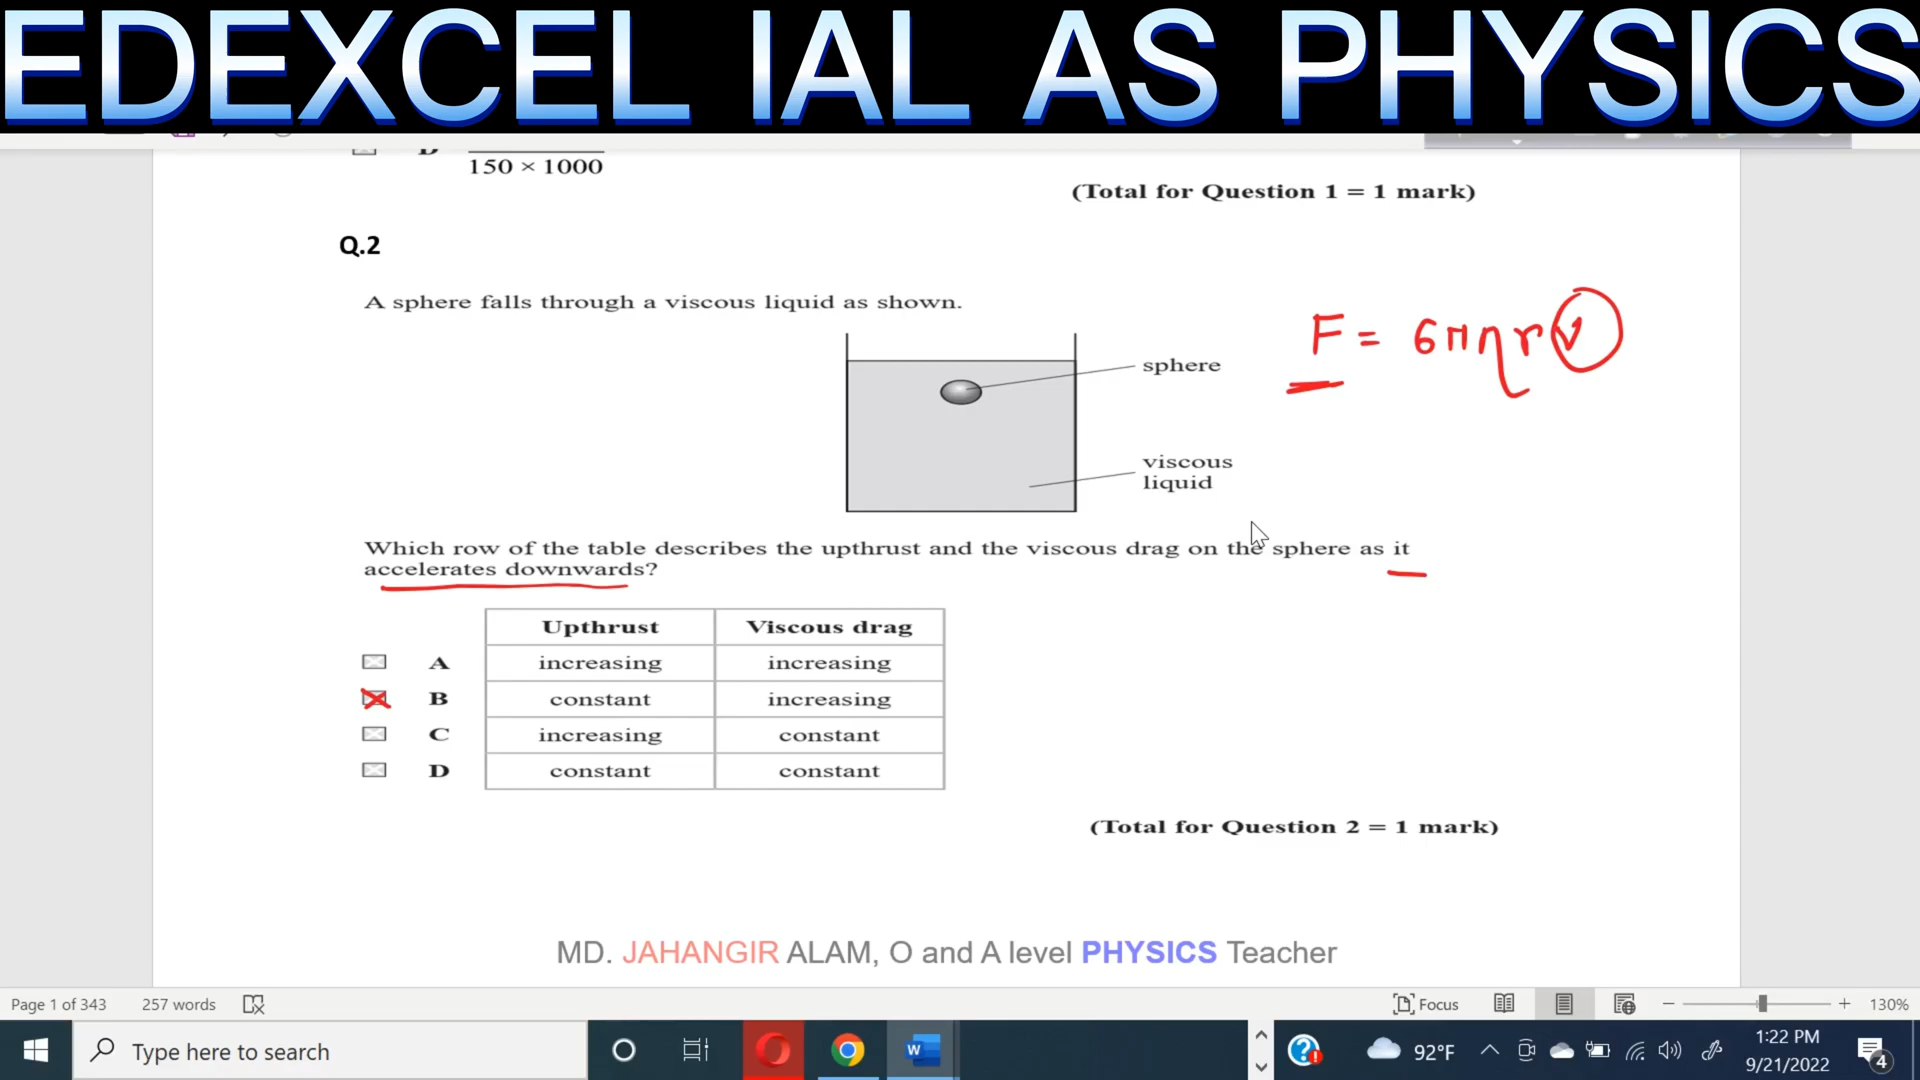 EDEXCEL IAL AS PHYSICS
D
150 × 1000
(Total for Question 1 = 1 mark)
Q.2
A sphere falls through a viscous liquid as shown.
F = 6πηrv
sphere
viscous
liquid
Which row of the table describes the upthrust and the viscous drag on the sphere as it
accelerates downwards?
Upthrust Viscous drag
A increasing increasing
B constant increasing
C increasing constant
D constant constant
(Total for Question 2 = 1 mark)
MD. JAHANGIR ALAM, O and A level PHYSICS Teacher
Page 1 of 343 257 words Focus 130%
Type here to search
W
92°F
1:22 PM
9/21/2022
4